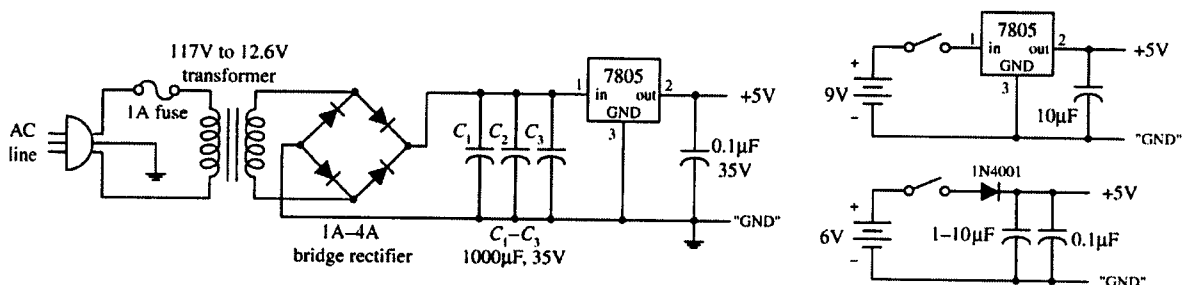 117V to 12.6V
transformer
1A fuse
AC
line
1A–4A
bridge rectifier
C1 C2 C3
C1–C3
1000μF, 35V
7805
1 in out 2
GND
3
+5V
0.1μF
35V
"GND"
7805
1 in out 2
GND
3
+5V
+
9V
–
10μF
"GND"
1N4001
+5V
+
6V
–
1–10μF
0.1μF
"GND"